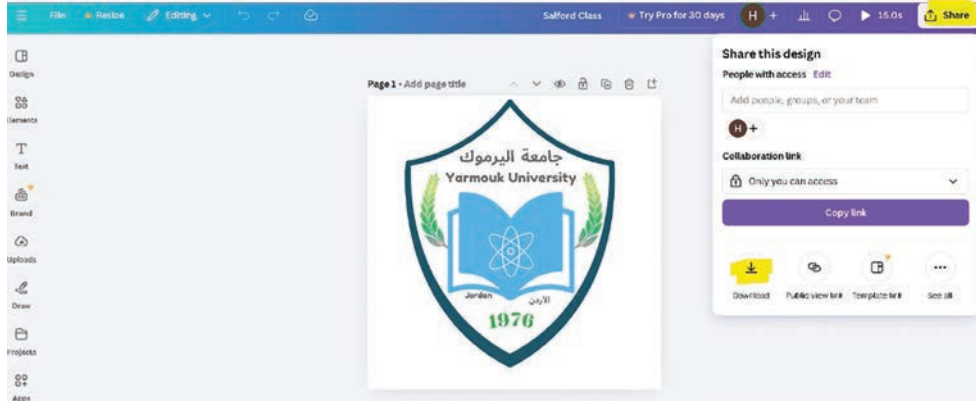 File Resize Editing Salford Class Try Pro for 30 days H + 15.0s Share
Design
Elements
Text
Brand
Uploads
Draw
Projects
Apps
Page 1 - Add page title
جامعة اليرموك
Yarmouk University
Jordan الأردن
1976
Share this design
People with access Edit
Add people, groups, or your team
H +
Collaboration link
Only you can access
Copy link
Download Public view link Template link See all